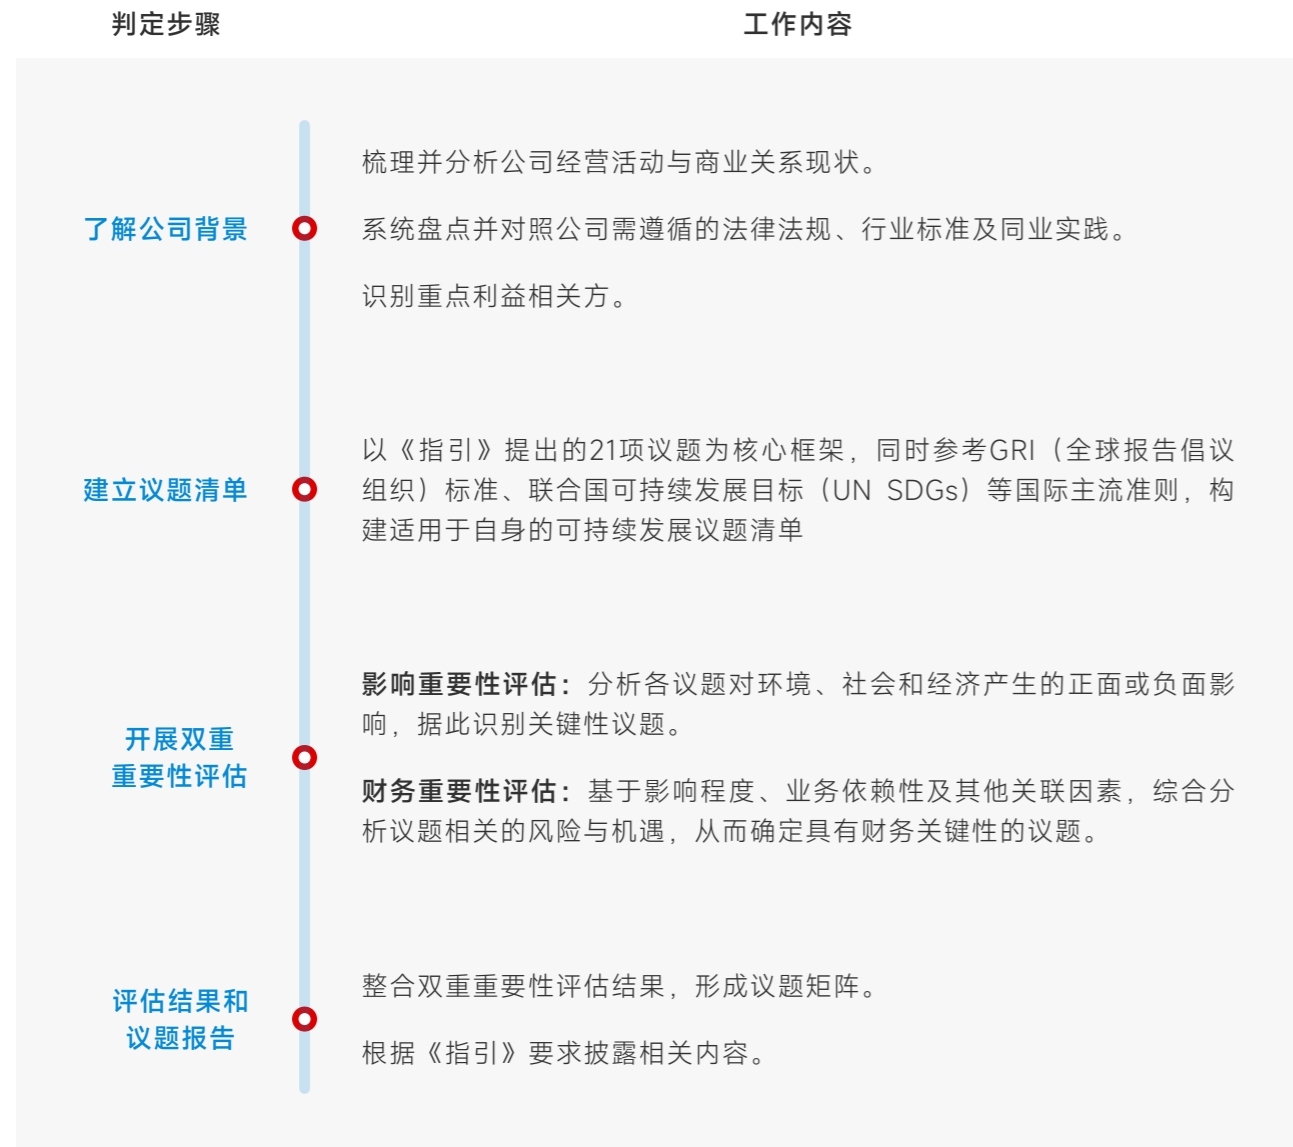 判定步骤
工作内容
了解公司背景
梳理并分析公司经营活动与商业关系现状。
系统盘点并对照公司需遵循的法律法规、行业标准及同业实践。
识别重点利益相关方。
建立议题清单
以《指引》提出的21项议题为核心框架，同时参考GRI（全球报告倡议
组织）标准、联合国可持续发展目标（UN SDGs）等国际主流准则，构
建适用于自身的可持续发展议题清单
开展双重
重要性评估
影响重要性评估：分析各议题对环境、社会和经济产生的正面或负面影
响，据此识别关键性议题。
财务重要性评估：基于影响程度、业务依赖性及其他关联因素，综合分
析议题相关的风险与机遇，从而确定具有财务关键性的议题。
评估结果和
议题报告
整合双重重要性评估结果，形成议题矩阵。
根据《指引》要求披露相关内容。